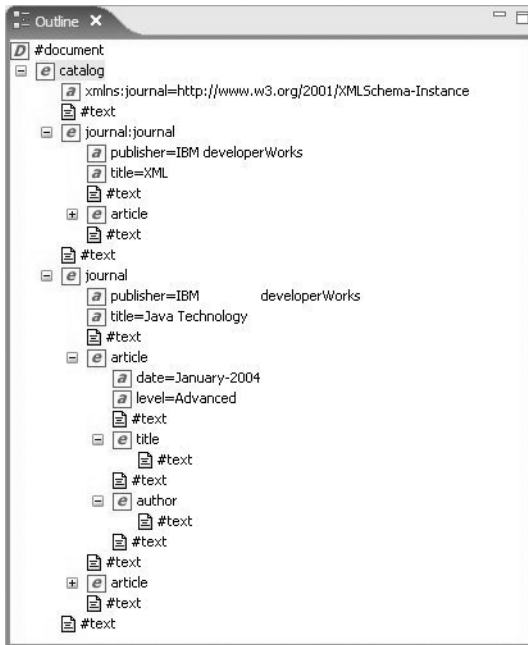 Outline
D #document
e catalog
a xmlns:journal=http://www.w3.org/2001/XMLSchema-Instance
#text
e journal:journal
a publisher=IBM developerWorks
a title=XML
#text
e article
#text
#text
e journal
a publisher=IBM developerWorks
a title=Java Technology
#text
e article
a date=January-2004
a level=Advanced
#text
e title
#text
#text
e author
#text
#text
#text
e article
#text
#text